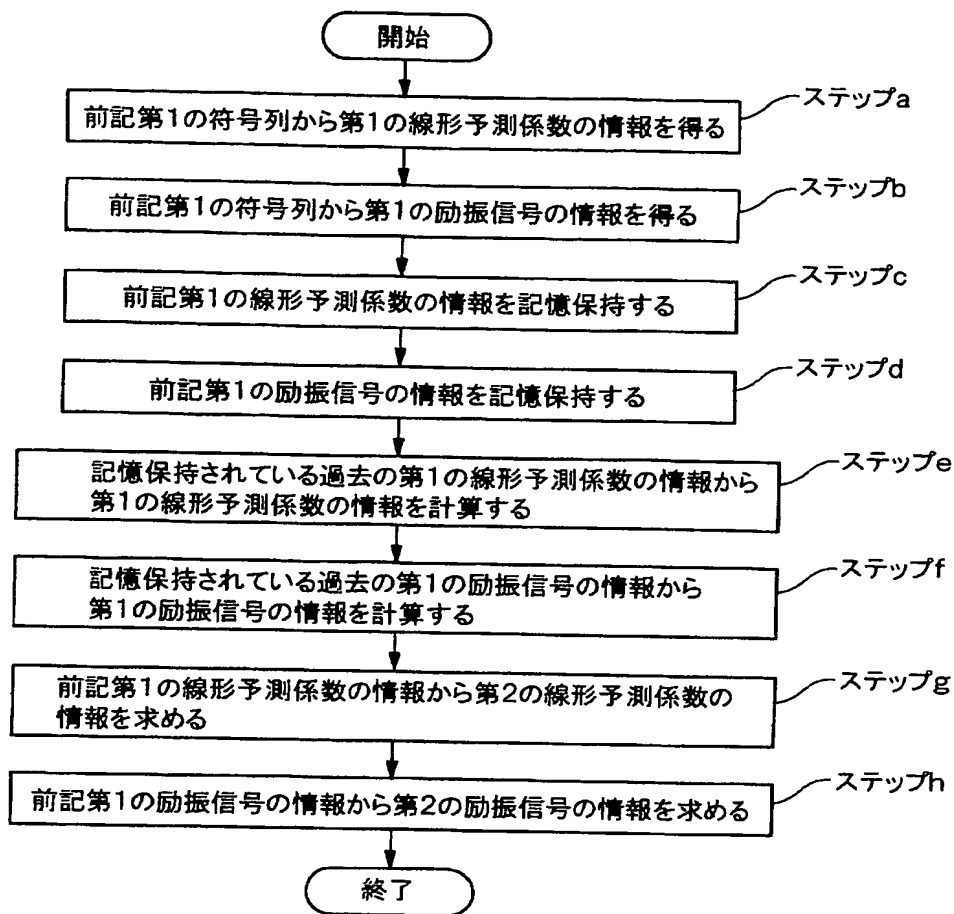 開始
ステップa
前記第1の符号列から第1の線形予測係数の情報を得る
ステップb
前記第1の符号列から第1の励振信号の情報を得る
ステップc
前記第1の線形予測係数の情報を記憶保持する
ステップd
前記第1の励振信号の情報を記憶保持する
ステップe
記憶保持されている過去の第1の線形予測係数の情報から
第1の線形予測係数の情報を計算する
ステップf
記憶保持されている過去の第1の励振信号の情報から
第1の励振信号の情報を計算する
ステップg
前記第1の線形予測係数の情報から第2の線形予測係数の
情報を求める
ステップh
前記第1の励振信号の情報から第2の励振信号の情報を求める
終了